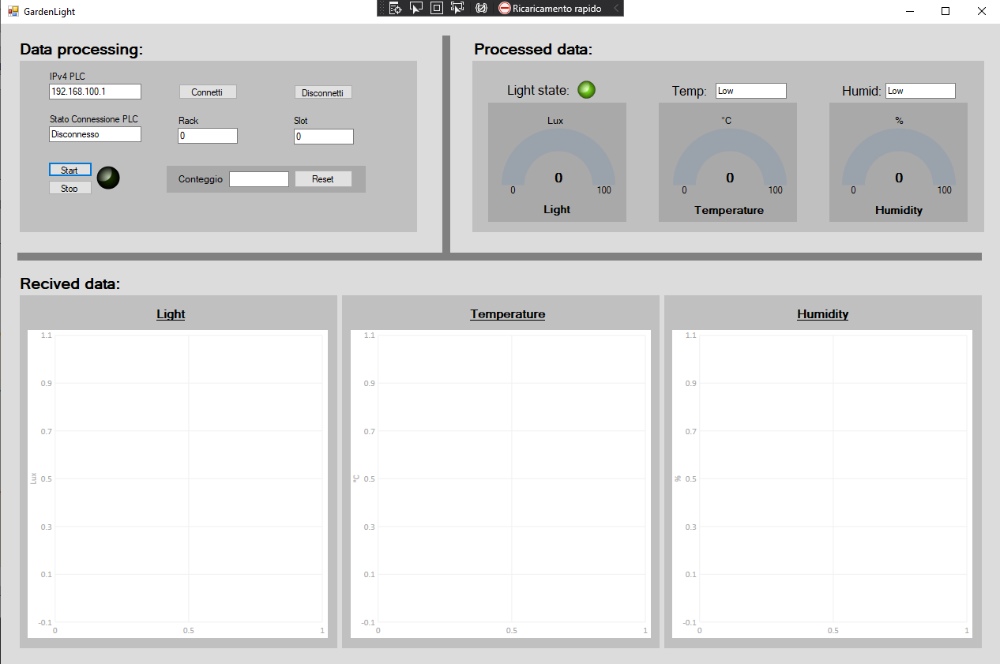 GardenLight
Ricaricamento rapido
Data processing:
IPv4 PLC
192.168.100.1
Connetti
Disconnetti
Stato Connessione PLC
Disconnesso
Rack
0
Slot
0
Start
Stop
Conteggio
Reset
Processed data:
Light state:
Temp: Low
Humid: Low
Lux
0
0 100
Light
°C
0
0 100
Temperature
%
0
0 100
Humidity
Recived data:
Light
1.1
0.9
0.7
0.5
0.3
0.1
-0.1
0 0.5 1
Lux
Temperature
1.1
0.9
0.7
0.5
0.3
0.1
-0.1
0 0.5 1
°C
Humidity
1.1
0.9
0.7
0.5
0.3
0.1
-0.1
0 0.5 1
%